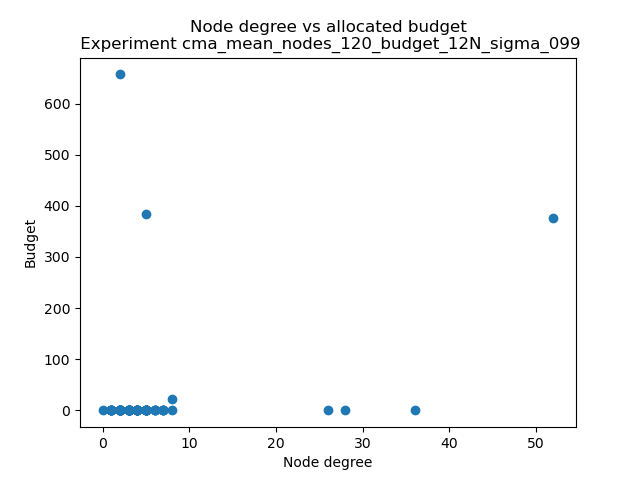 Node degree vs allocated budget
Experiment cma_mean_nodes_120_budget_12N_sigma_099
600
500
400
300
200
100
0
Budget
0 10 20 30 40 50
Node degree